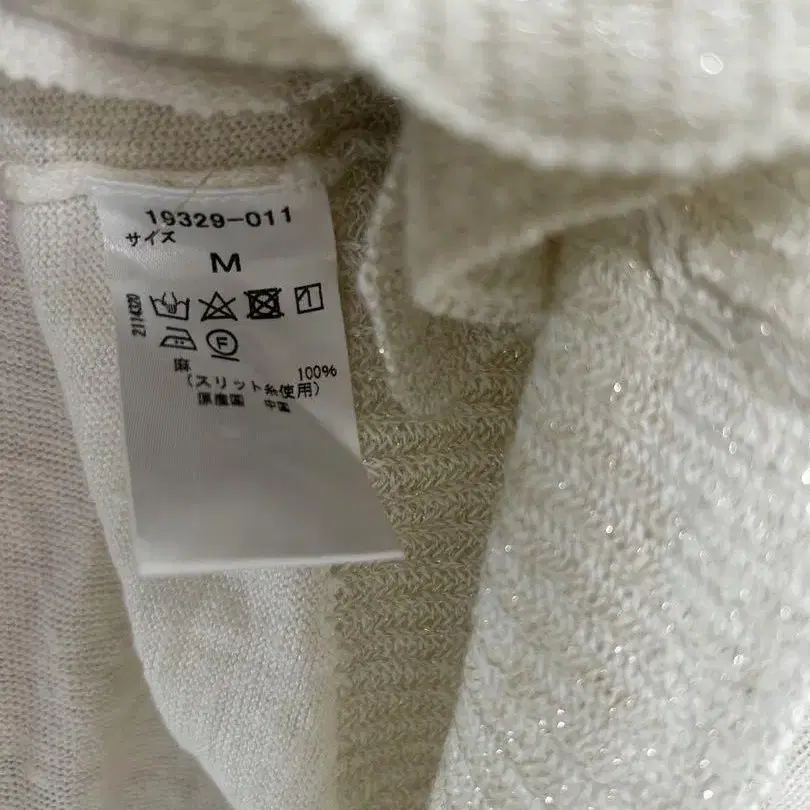 19329-011
サイズ
M
2114320
F
麻 100%
(スリット糸使用)
原産国 中国